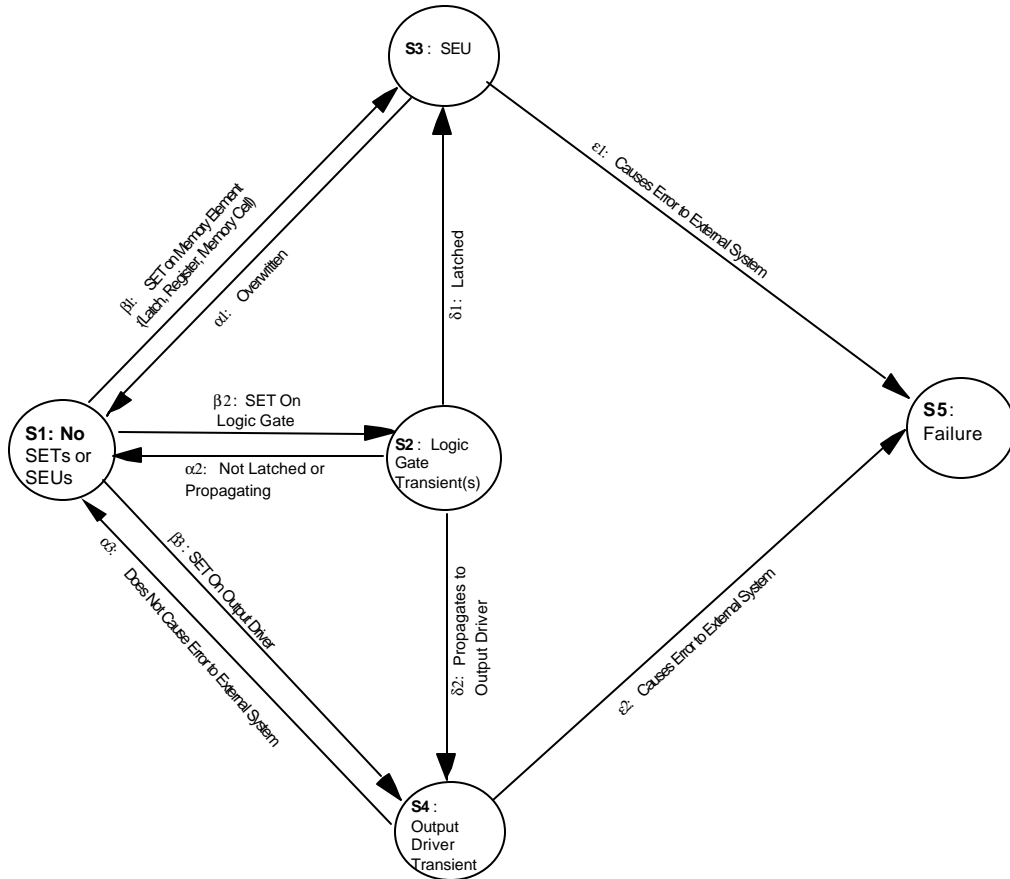 S3 : SEU
ε1: Causes Error to External System
β1: SET on Memory Element
(Latch, Register, Memory Cell)
α1: Overwritten
δ1: Latched
S1: No
SETs or
SEUs
β2: SET On
Logic Gate
α2: Not Latched or
Propagating
S2 : Logic
Gate
Transient(s)
S5 :
Failure
β3 : SET On Output Driver
α3: Does Not Cause Error to External System
δ2: Propagates to
Output Driver
ε2: Causes Error to External System
S4 :
Output
Driver
Transient